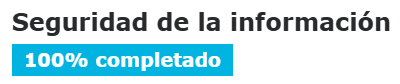 Seguridad de la información
100% completado